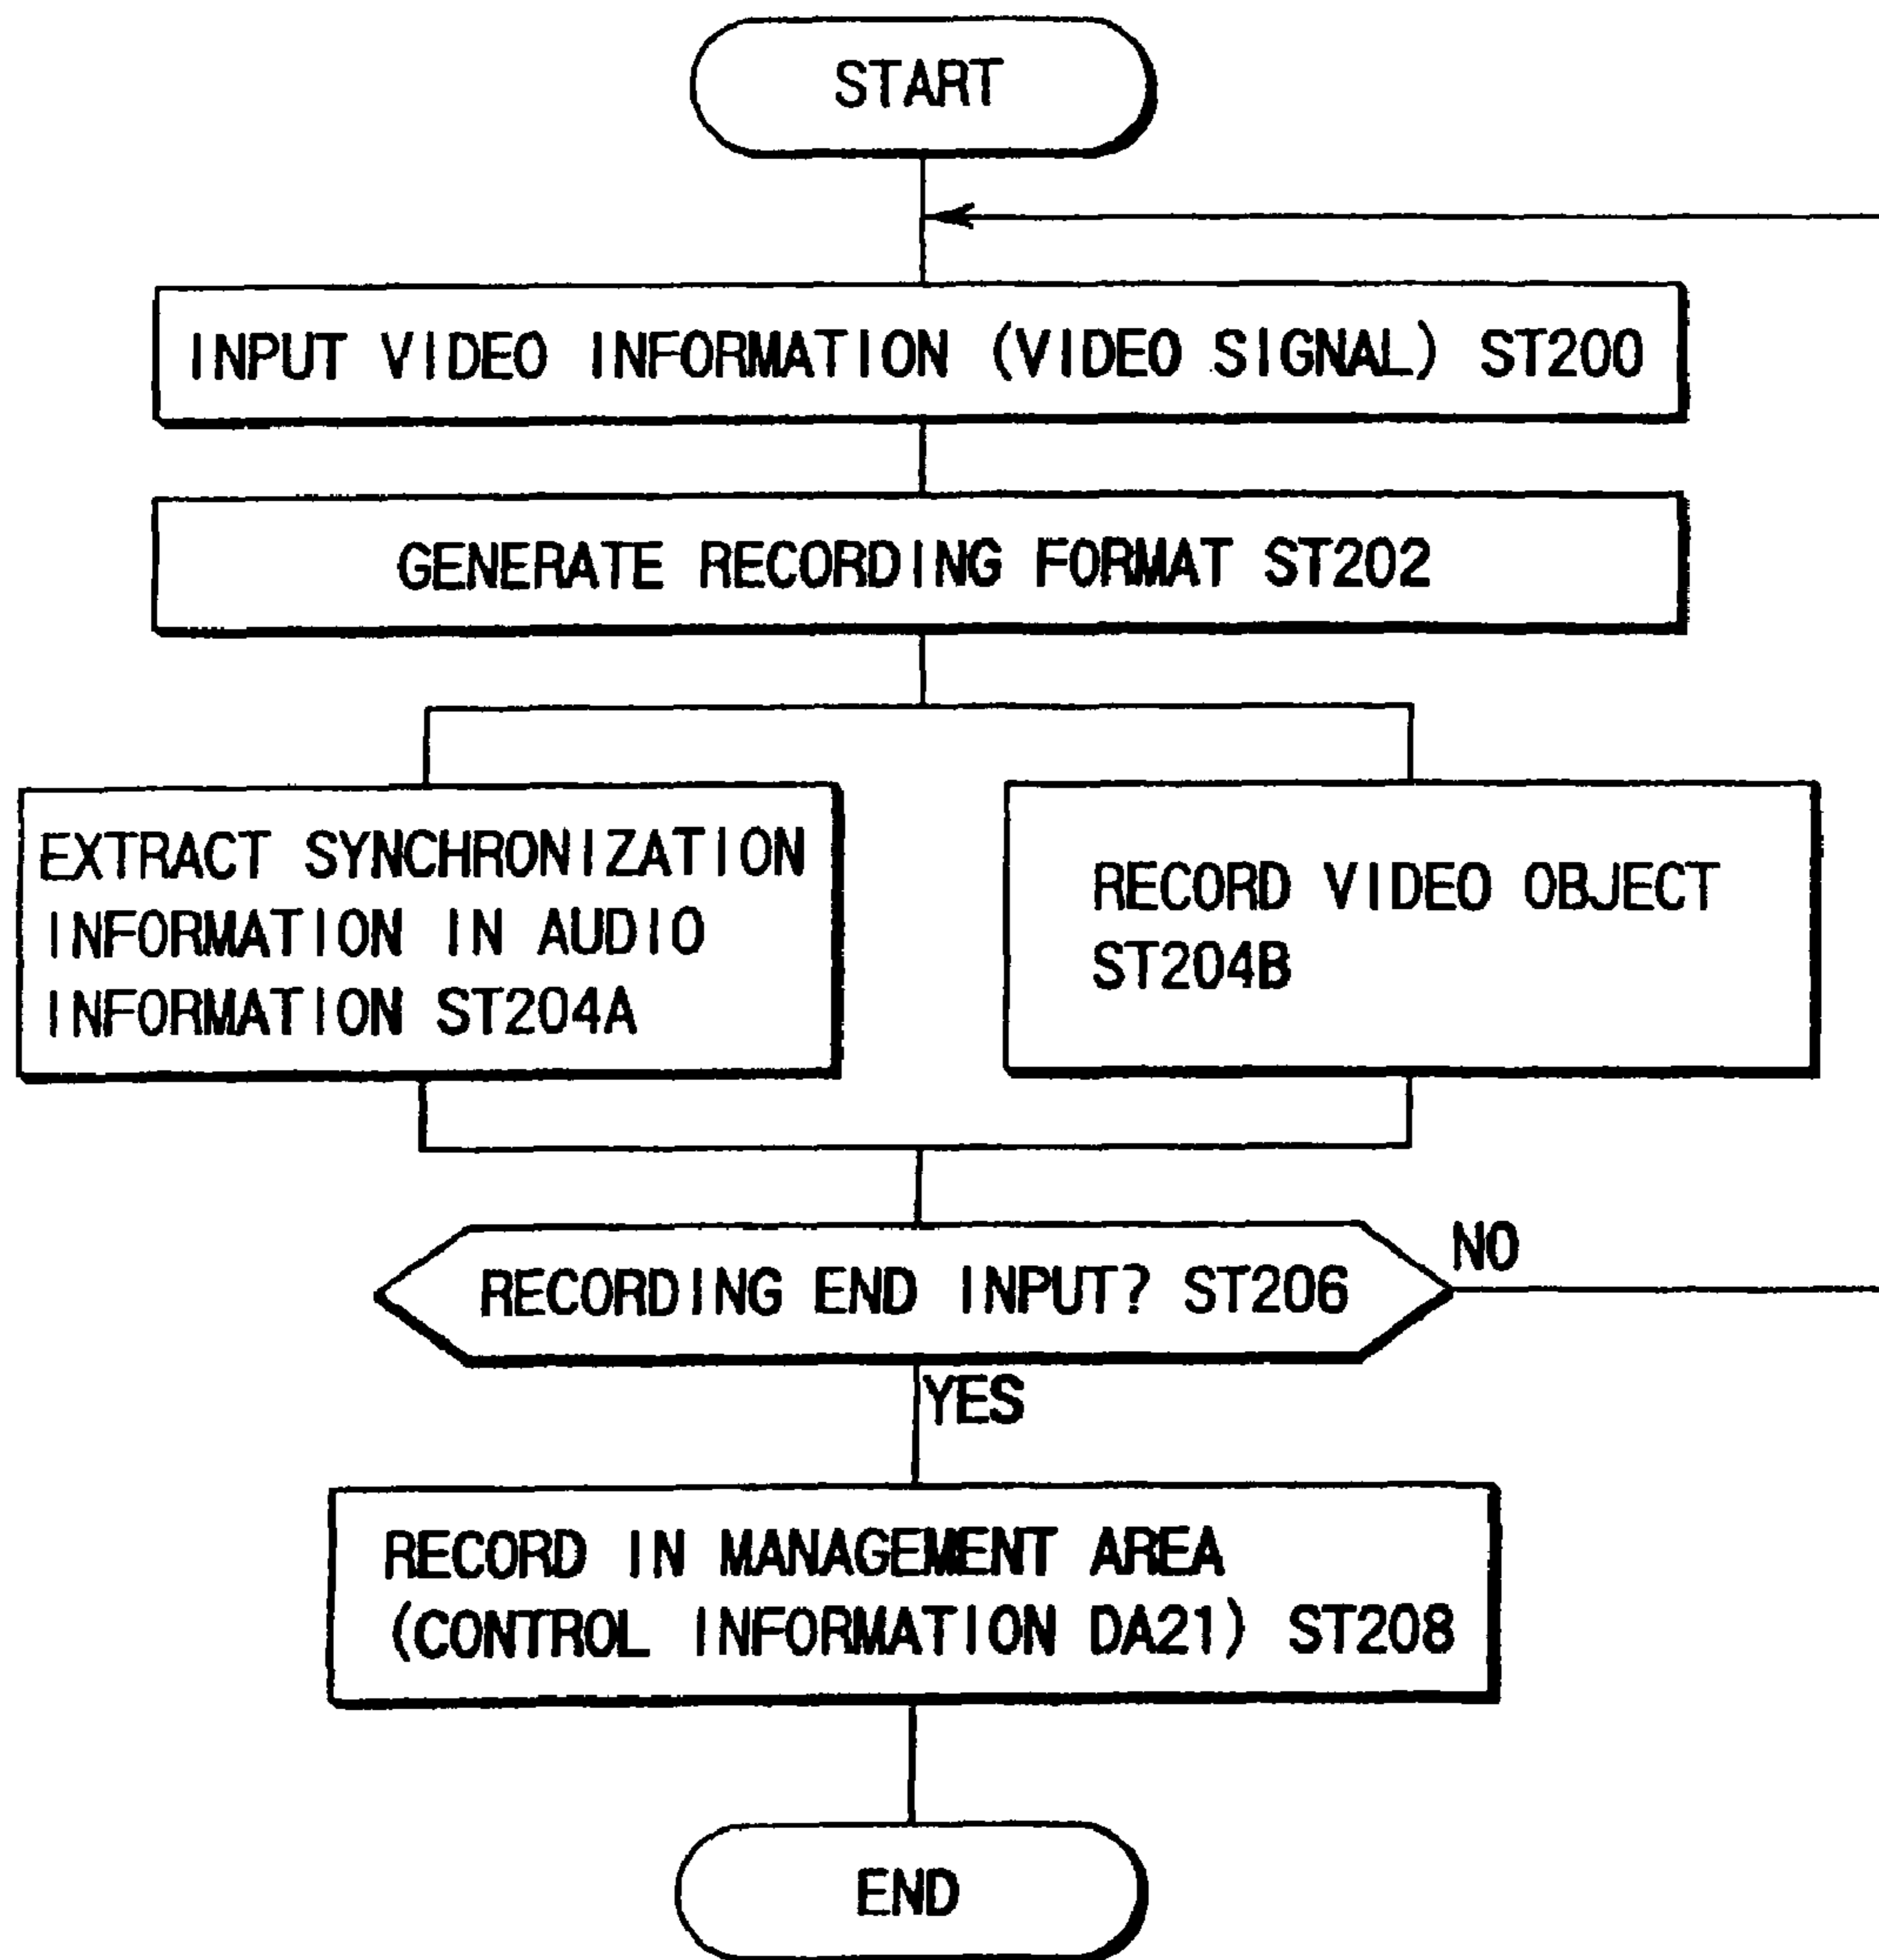 START
INPUT VIDEO INFORMATION (VIDEO SIGNAL) ST200
GENERATE RECORDING FORMAT ST202
EXTRACT SYNCHRONIZATION
INFORMATION IN AUDIO
INFORMATION ST204A
RECORD VIDEO OBJECT
ST204B
RECORDING END INPUT? ST206
NO
YES
RECORD IN MANAGEMENT AREA
(CONTROL INFORMATION DA21) ST208
END